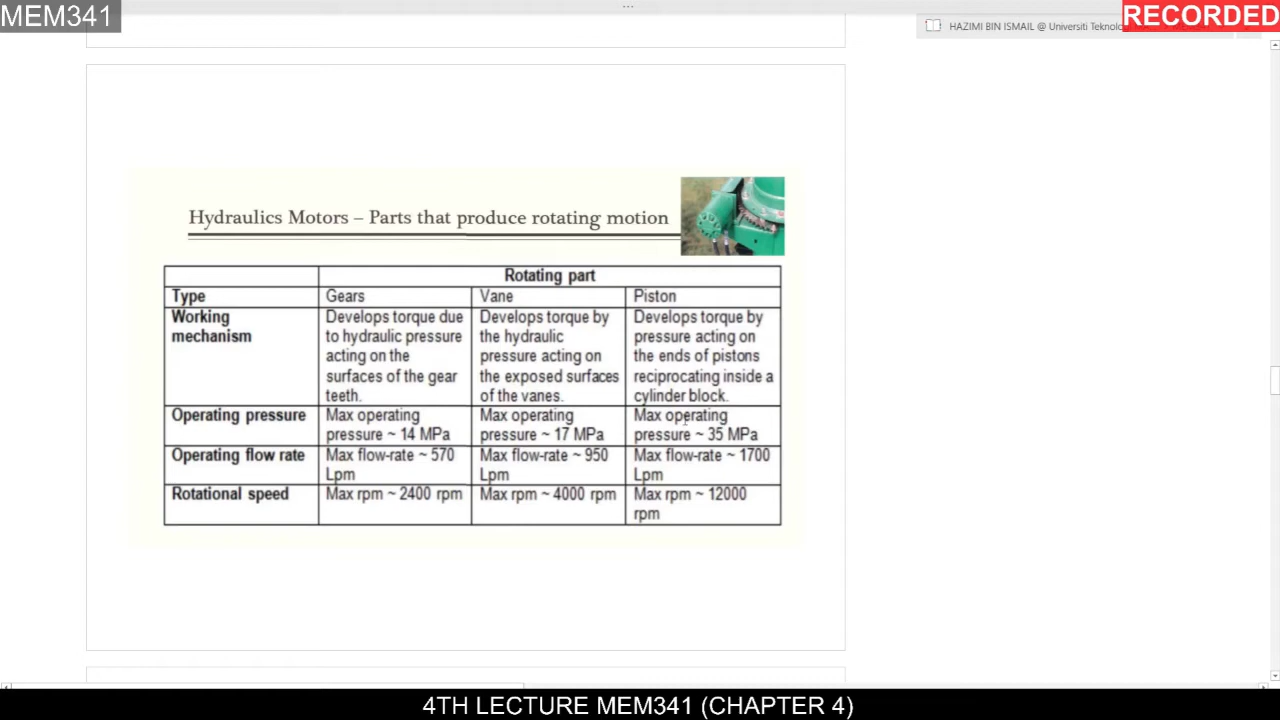 MEM341
RECORDED
HAZIMI BIN ISMAIL @ Universiti
Hydraulics Motors – Parts that produce rotating motion
Rotating part
Type
Gears
Vane
Piston
Working
mechanism
Develops torque due
to hydraulic pressure
acting on the
surfaces of the gear
teeth.
Develops torque by
the hydraulic
pressure acting on
the exposed surfaces
of the vanes.
Develops torque by
pressure acting on
the ends of pistons
reciprocating inside a
cylinder block.
Operating pressure
Max operating
pressure ~ 14 MPa
Max operating
pressure ~ 17 MPa
Max operating
pressure ~ 35 MPa
Operating flow rate
Max flow-rate ~ 570
Lpm
Max flow-rate ~ 950
Lpm
Max flow-rate ~ 1700
Lpm
Rotational speed
Max rpm ~ 2400 rpm
Max rpm ~ 4000 rpm
Max rpm ~ 12000
rpm
4TH LECTURE MEM341 (CHAPTER 4)